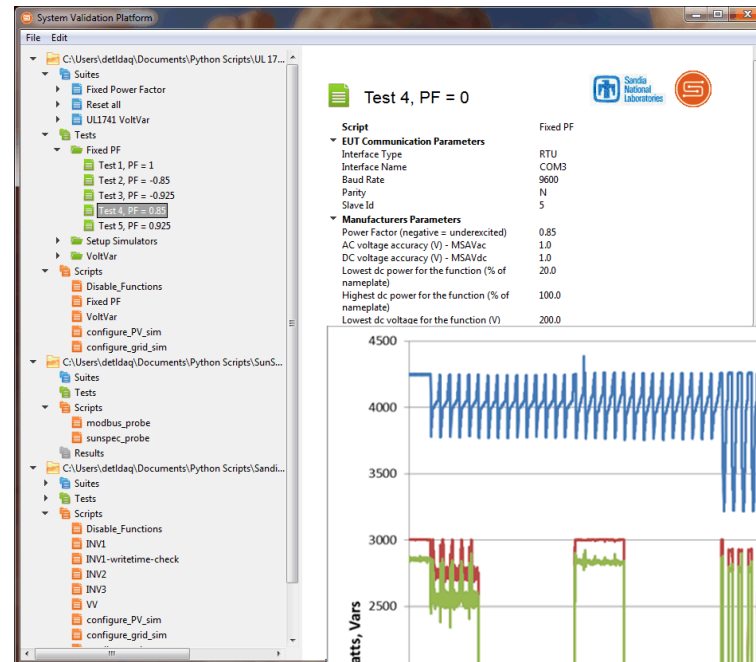 System Validation Platform
File Edit
C:\Users\detldaq\Documents\Python Scripts\UL 17...
Suites
Fixed Power Factor
Reset all
UL1741 VoltVar
Tests
Fixed PF
Test 1, PF = 1
Test 2, PF = -0.85
Test 3, PF = -0.925
Test 4, PF = 0.85
Test 5, PF = 0.925
Setup Simulators
VoltVar
Scripts
Disable_Functions
Fixed PF
VoltVar
configure_PV_sim
configure_grid_sim
C:\Users\detldaq\Documents\Python Scripts\SunS...
Suites
Tests
Scripts
modbus_probe
sunspec_probe
Results
C:\Users\detldaq\Documents\Python Scripts\Sandi...
Suites
Tests
Scripts
Disable_Functions
INV1
INV1-writetime-check
INV2
INV3
VV
configure_PV_sim
configure_grid_sim
Test 4, PF = 0
Sandia
National
Laboratories
Script Fixed PF
EUT Communication Parameters
Interface Type RTU
Interface Name COM3
Baud Rate 9600
Parity N
Slave Id 5
Manufacturers Parameters
Power Factor (negative = underexcited) 0.85
AC voltage accuracy (V) - MSAVac 1.0
DC voltage accuracy (V) - MSAVdc 1.0
Lowest dc power for the function (% of 20.0
nameplate)
Highest dc power for the function (% of 100.0
nameplate)
Lowest dc voltage for the function (V) 200.0
4500
4000
3500
3000
2500
atts, Vars